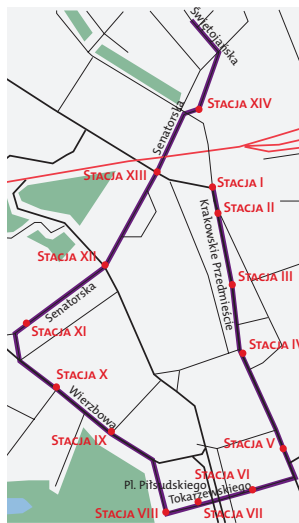 Świętojańska
Stacja XIV
Senatorska
Stacja XIII
Stacja I
Stacja II
Krakowskie Przedmieście
Stacja XII
Stacja III
Senatorska
Stacja XI
Stacja IV
Stacja X
Wierzbowa
Stacja IX
Stacja V
Stacja VI
Pl. Piłsudskiego
Tokarzewskiego
Stacja VIII
Stacja VII